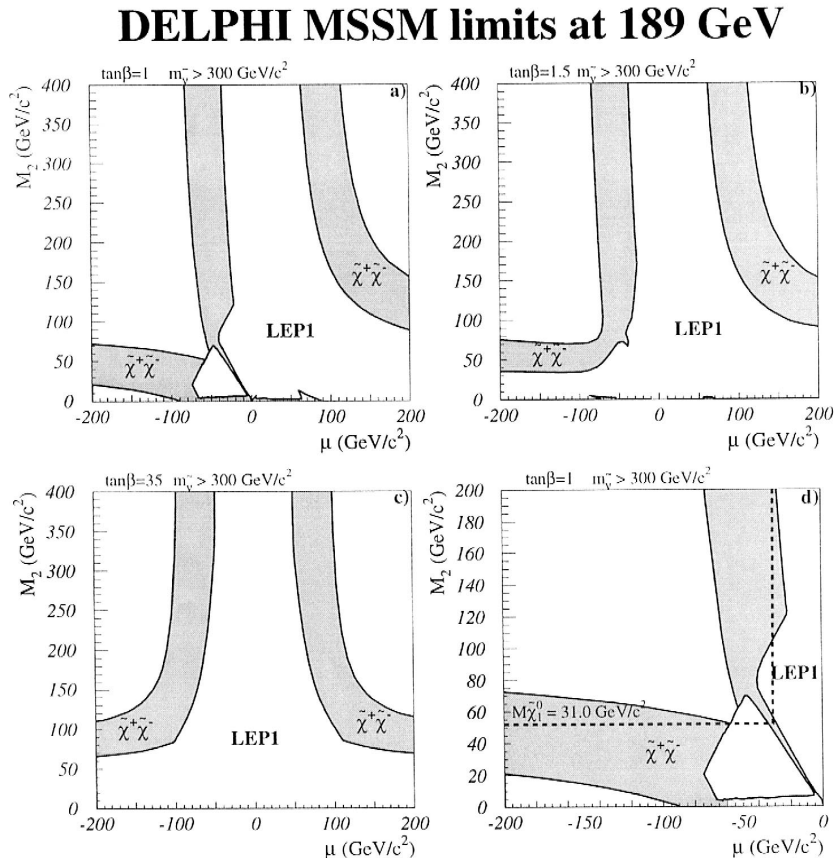 DELPHI MSSM limits at 189 GeV
tanβ=1 m_ν̃ > 300 GeV/c²
a)
M₂ (GeV/c²)
400
350
300
250
200
150
100
50
0
χ̃⁺χ̃⁻
LEP1
χ̃⁺χ̃⁻
-200 -100 0 100 200
μ (GeV/c²)
tanβ=1.5 m_ν̃ > 300 GeV/c²
b)
M₂ (GeV/c²)
400
350
300
250
200
150
100
50
0
χ̃⁺χ̃⁻
LEP1
χ̃⁺χ̃⁻
-200 -100 0 100 200
μ (GeV/c²)
tanβ=35 m_ν̃ > 300 GeV/c²
c)
M₂ (GeV/c²)
400
350
300
250
200
150
100
50
0
χ̃⁺χ̃⁻
LEP1
χ̃⁺χ̃⁻
-200 -100 0 100 200
μ (GeV/c²)
tanβ=1 m_ν̃ > 300 GeV/c²
d)
M₂ (GeV/c²)
200
180
160
140
120
100
80
60
40
20
0
LEP1
Mχ̃₁⁰ = 31.0 GeV/c²
χ̃⁺χ̃⁻
-200 -150 -100 -50 0
μ (GeV/c²)